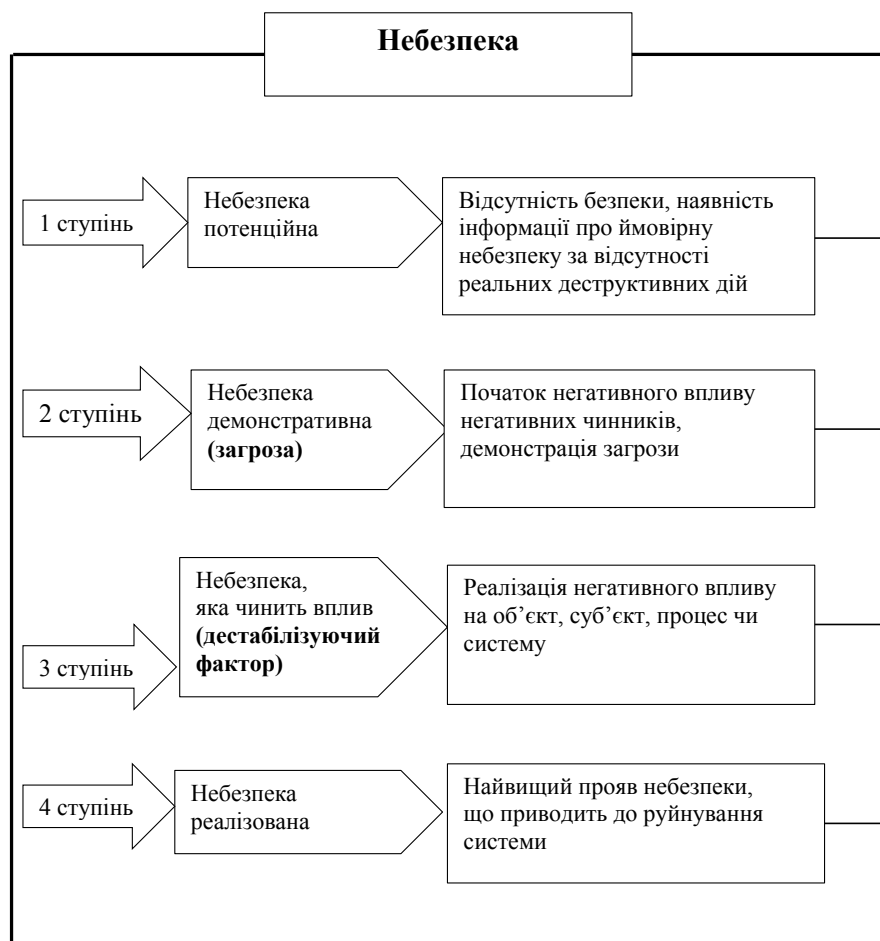 Небезпека
1 ступінь
Небезпека
потенційна
Відсутність безпеки, наявність
інформації про ймовірну
небезпеку за відсутності
реальних деструктивних дій
2 ступінь
Небезпека
демонстративна
(загроза)
Початок негативного впливу
негативних чинників,
демонстрація загрози
3 ступінь
Небезпека,
яка чинить вплив
(дестабілізуючий
фактор)
Реалізація негативного впливу
на об’єкт, суб’єкт, процес чи
систему
4 ступінь
Небезпека
реалізована
Найвищий прояв небезпеки,
що приводить до руйнування
системи